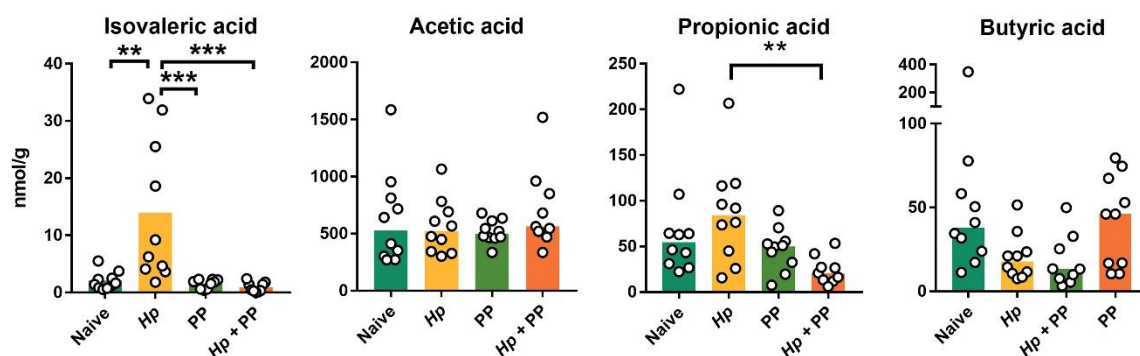 Isovaleric acid
**
***
***
40
30
20
10
0
nmol/g
Naive
Hp
PP
Hp + PP
Acetic acid
2000
1500
1000
500
0
Naive
Hp
PP
Hp + PP
Propionic acid
**
250
200
150
100
50
0
Naive
Hp
PP
Hp + PP
Butyric acid
400
200
100
50
0
Naive
Hp
Hp + PP
PP